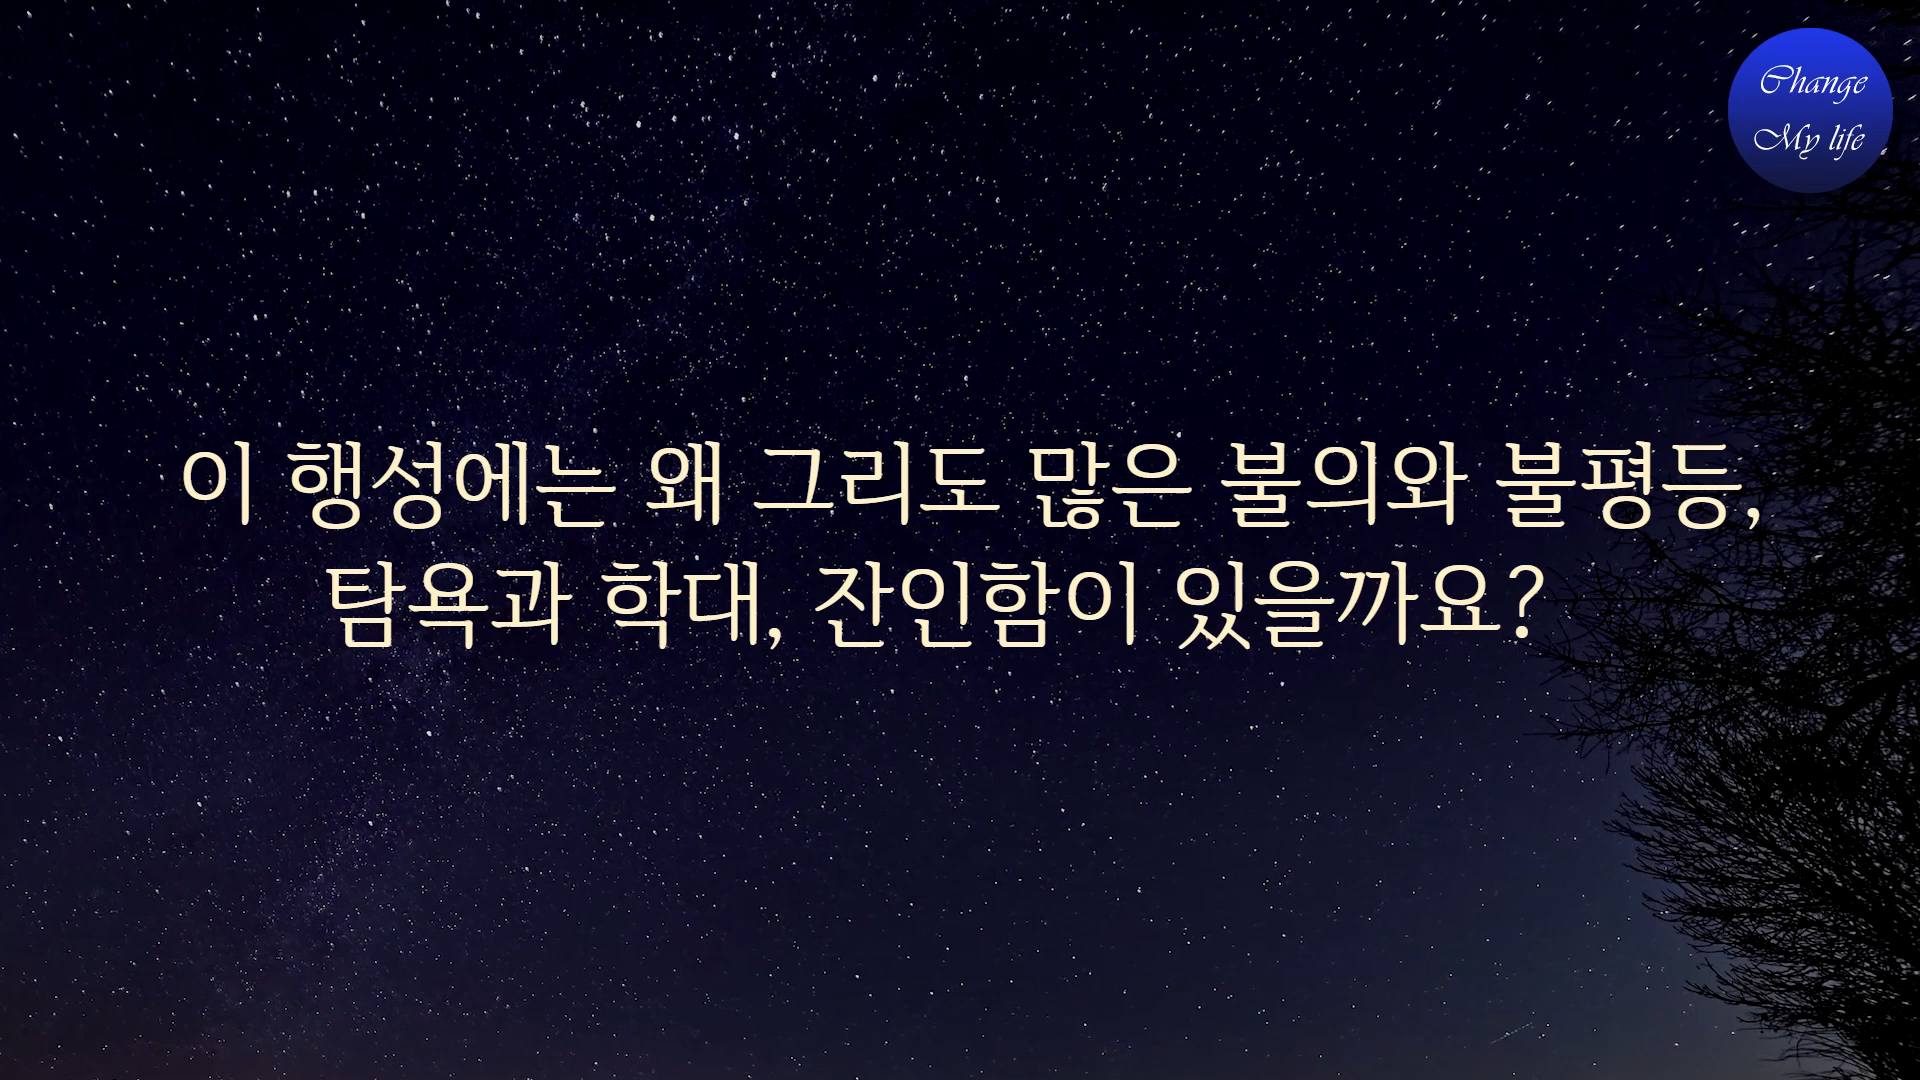 Change
My life
이 행성에는 왜 그리도 많은 불의와 불평등,
탐욕과 학대, 잔인함이 있을까요?